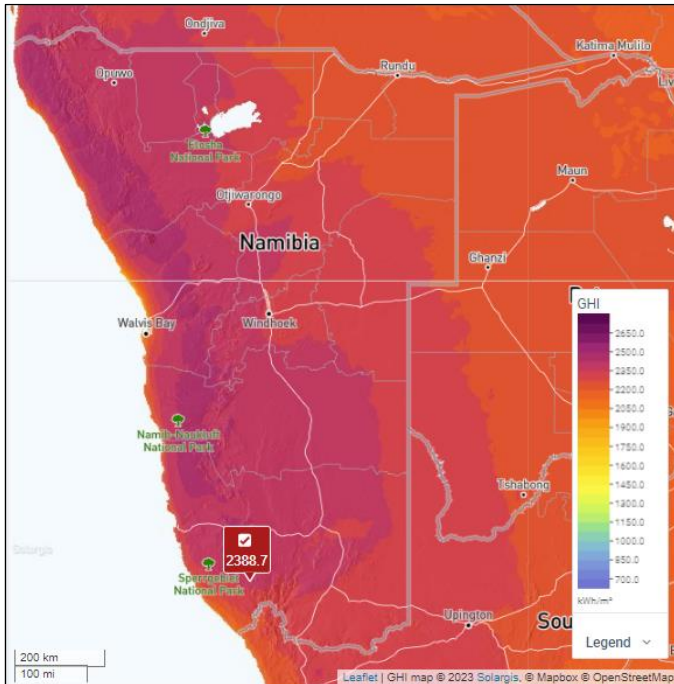 Ondjiva
Opuwo
Rundu
Katima Mulilo
Etosha
National Park
Otjiwarongo
Maun
Namibia
Ghanzi
Walvis Bay
Windhoek
GHI
2650.0
2500.0
2350.0
2200.0
2050.0
1900.0
1750.0
1600.0
1450.0
1300.0
1150.0
1000.0
850.0
700.0
kWh/m²
Namib-Naukluft
National Park
Tshabong
Solargis
2388.7
Sperrgebiet
National Park
Upington
Sou
Legend
200 km
100 mi
Leaflet | GHI map © 2023 Solargis, © Mapbox © OpenStreetMap